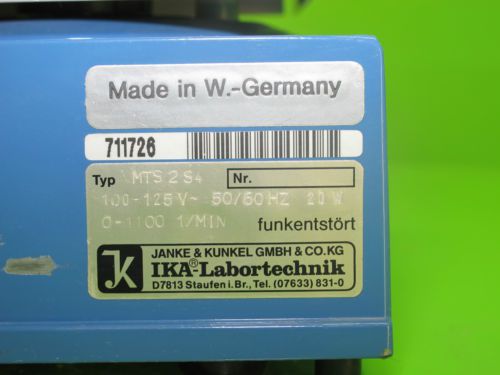 Made in W.-Germany
711726
Typ MTS 2 S4 Nr.
100-125 V~ 50/60 HZ 20 W
0-1100 1/MIN funkentstört
JK JANKE & KUNKEL GMBH & CO.KG
IKA®-Labortechnik
D7813 Staufen i.Br., Tel. (07633) 831-0